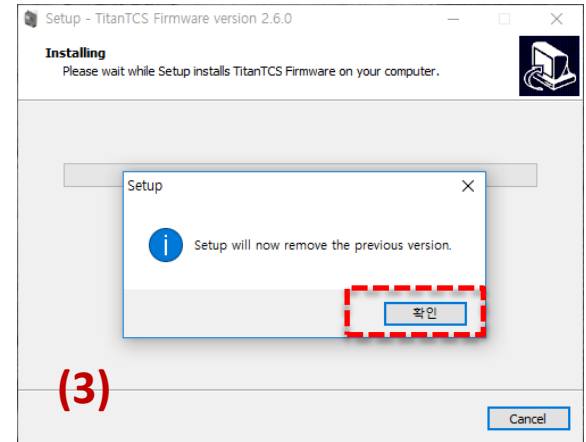 Setup - TitanTCS Firmware version 2.6.0
Installing
Please wait while Setup installs TitanTCS Firmware on your computer.
Setup
Setup will now remove the previous version.
확인
(3)
Cancel